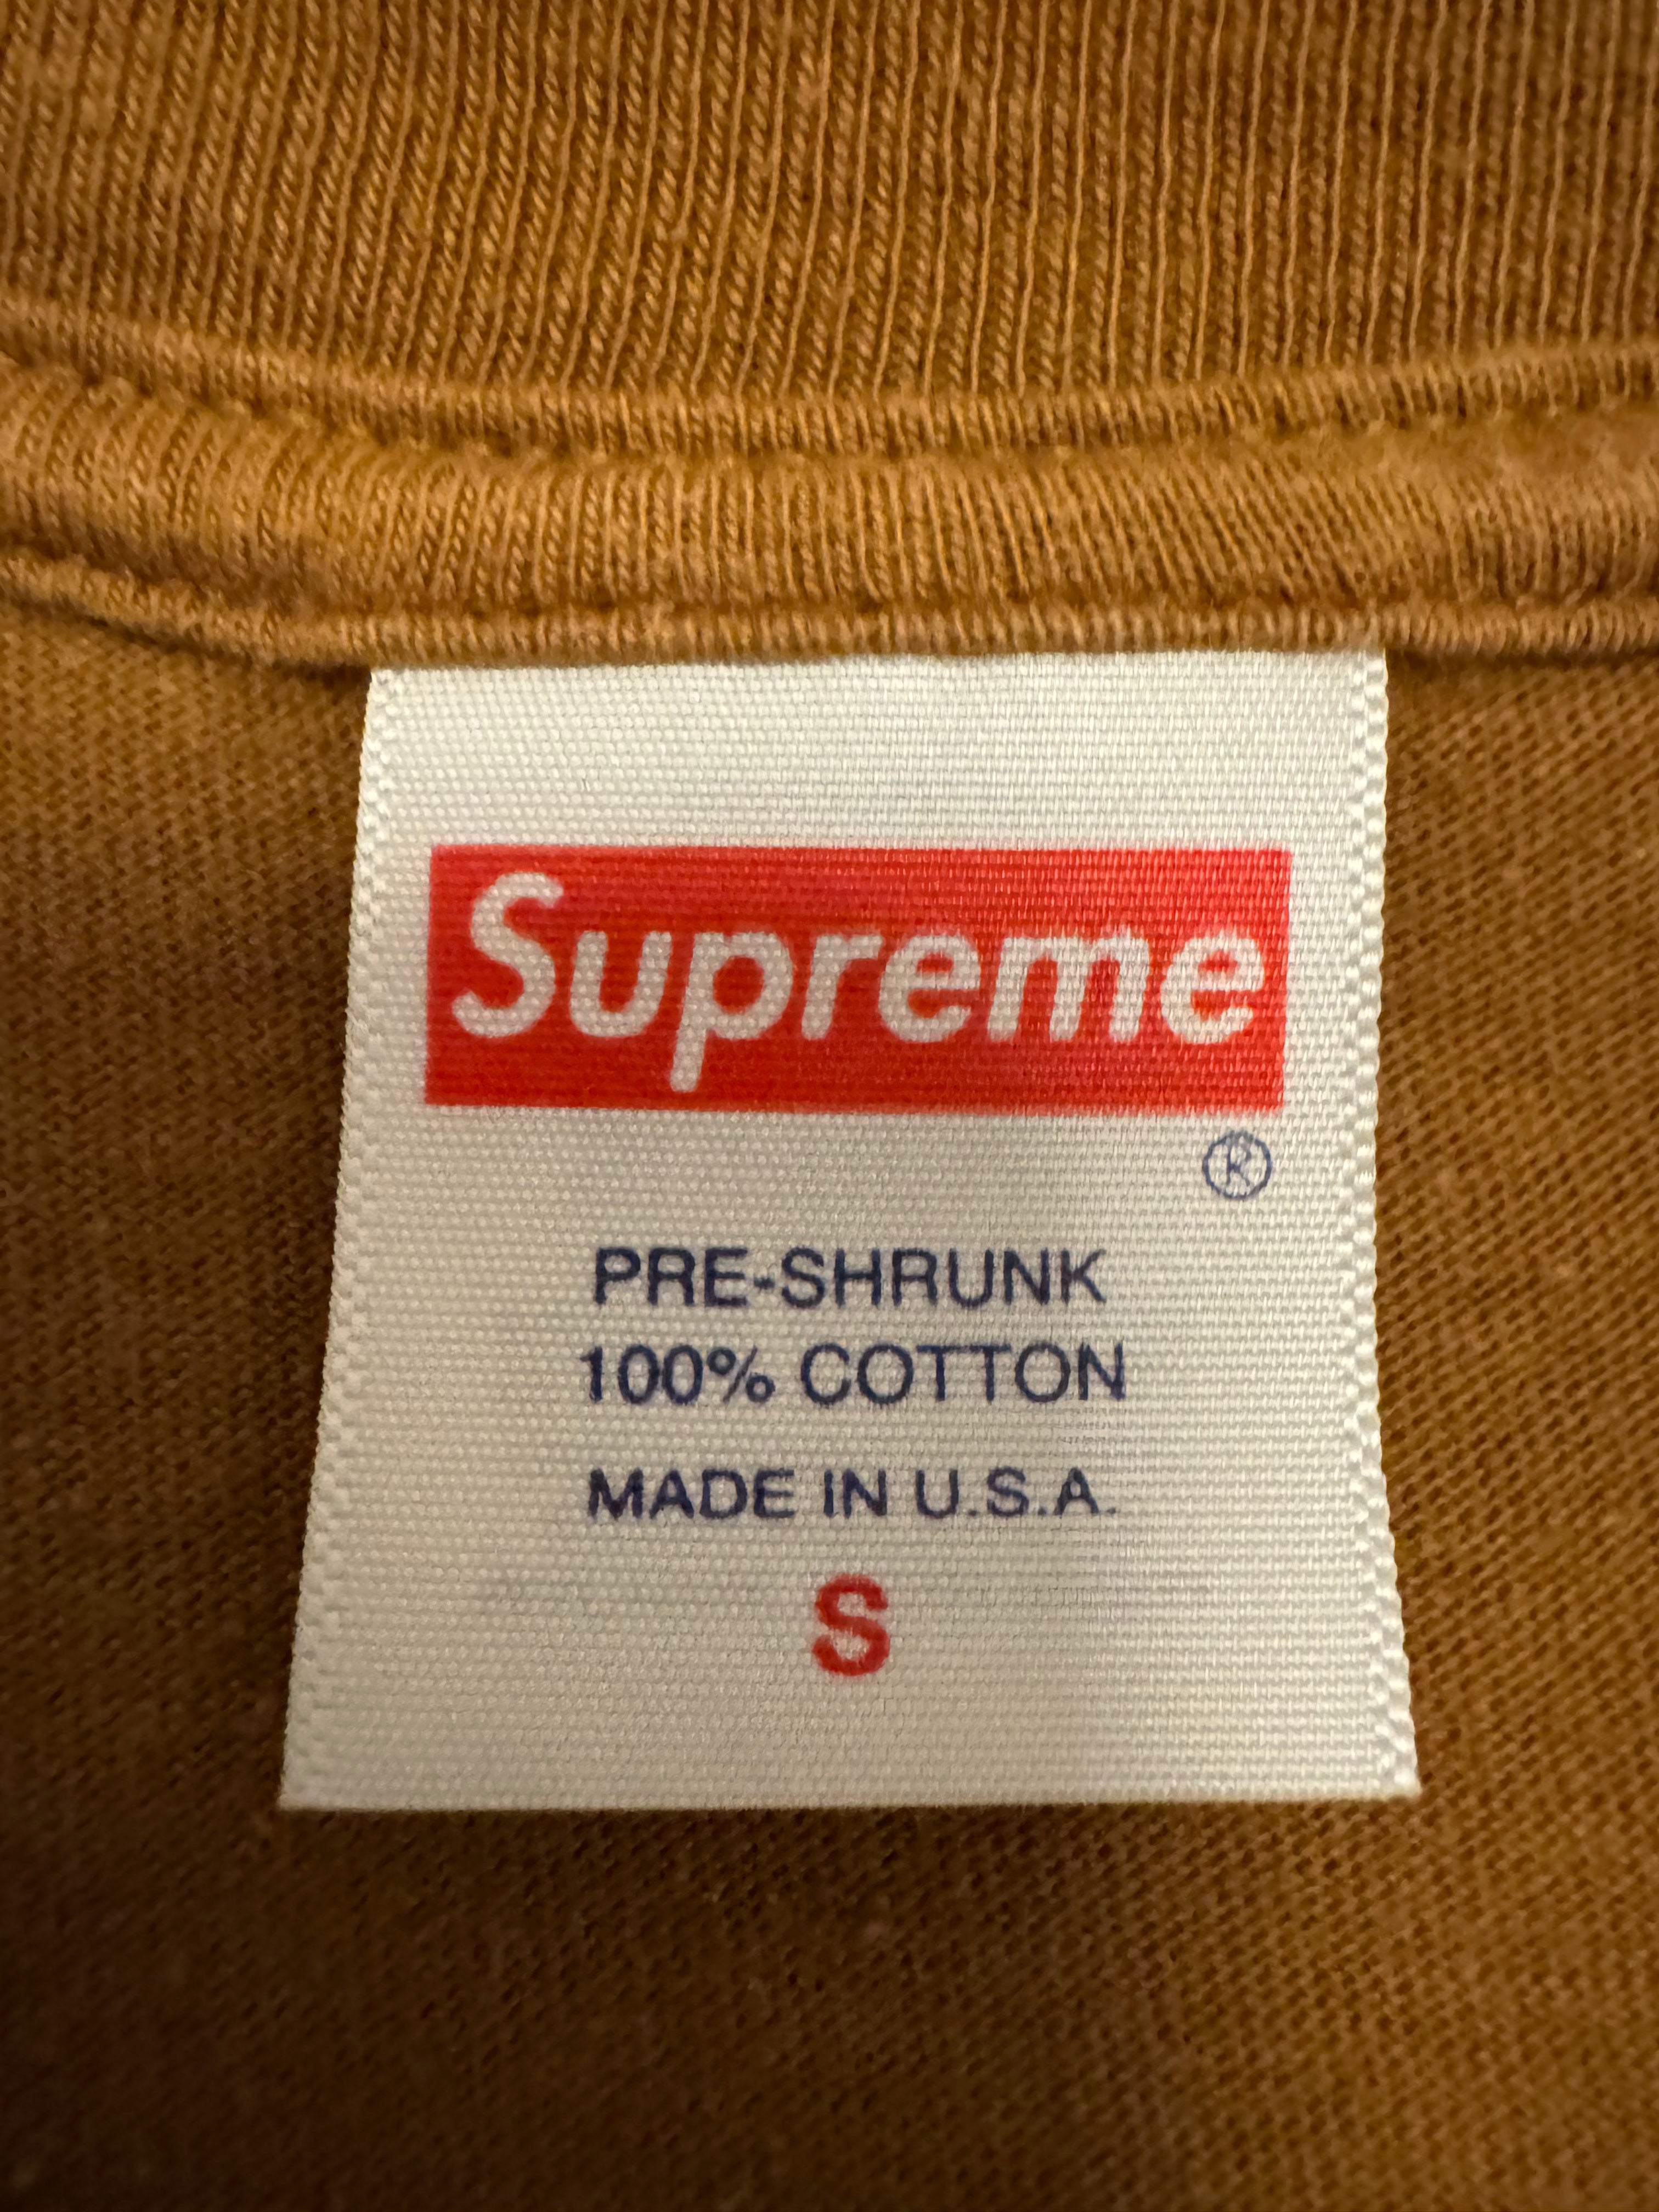 Supreme
®
PRE-SHRUNK
100% COTTON
MADE IN U.S.A.
S